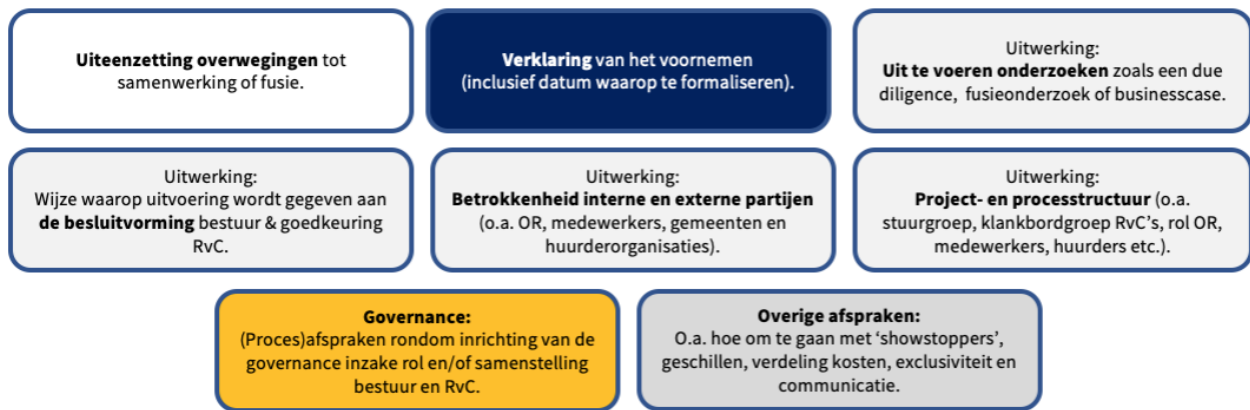 Uiteenzetting overwegingen tot
samenwerking of fusie.
Verklaring van het voornemen
(inclusief datum waarop te formaliseren).
Uitwerking:
Uit te voeren onderzoeken zoals een due
diligence, fusieonderzoek of businesscase.
Uitwerking:
Wijze waarop uitvoering wordt gegeven aan
de besluitvorming bestuur & goedkeuring
RvC.
Uitwerking:
Betrokkenheid interne en externe partijen
(o.a. OR, medewerkers, gemeenten en
huurderorganisaties).
Uitwerking:
Project- en processtructuur (o.a.
stuurgroep, klankbordgroep RvC’s, rol OR,
medewerkers, huurders etc.).
Governance:
(Proces)afspraken rondom inrichting van de
governance inzake rol en/of samenstelling
bestuur en RvC.
Overige afspraken:
O.a. hoe om te gaan met ‘showstoppers’,
geschillen, verdeling kosten, exclusiviteit en
communicatie.